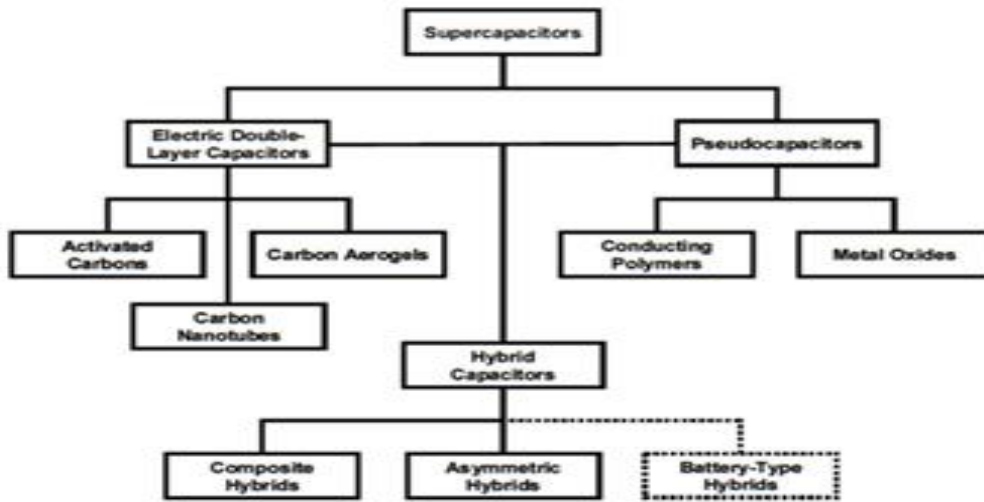 Supercapacitors
Electric Double-
Layer Capacitors
Pseudocapacitors
Activated
Carbons
Carbon Aerogels
Conducting
Polymers
Metal Oxides
Carbon
Nanotubes
Hybrid
Capacitors
Composite
Hybrids
Asymmetric
Hybrids
Battery-Type
Hybrids